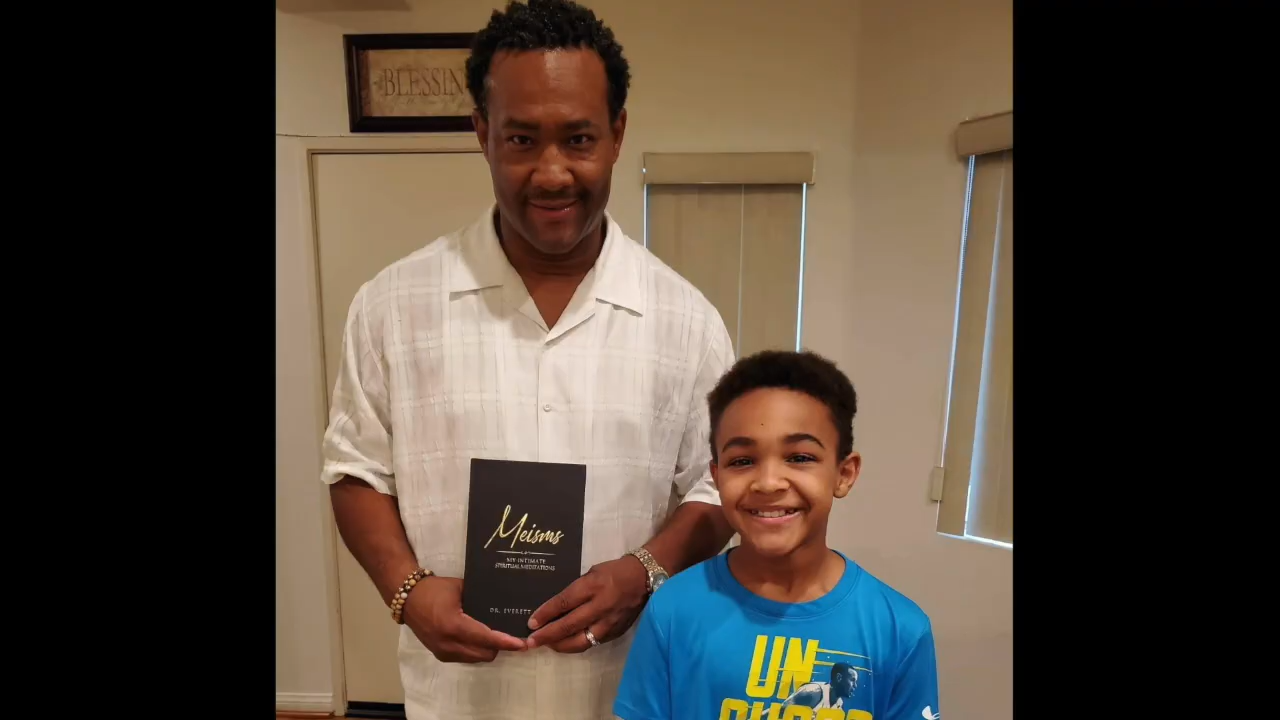 BLESSIN
Meisms
MY INTIMATE
SPIRITUAL MEDITATIONS
DR. EVERETT
UN